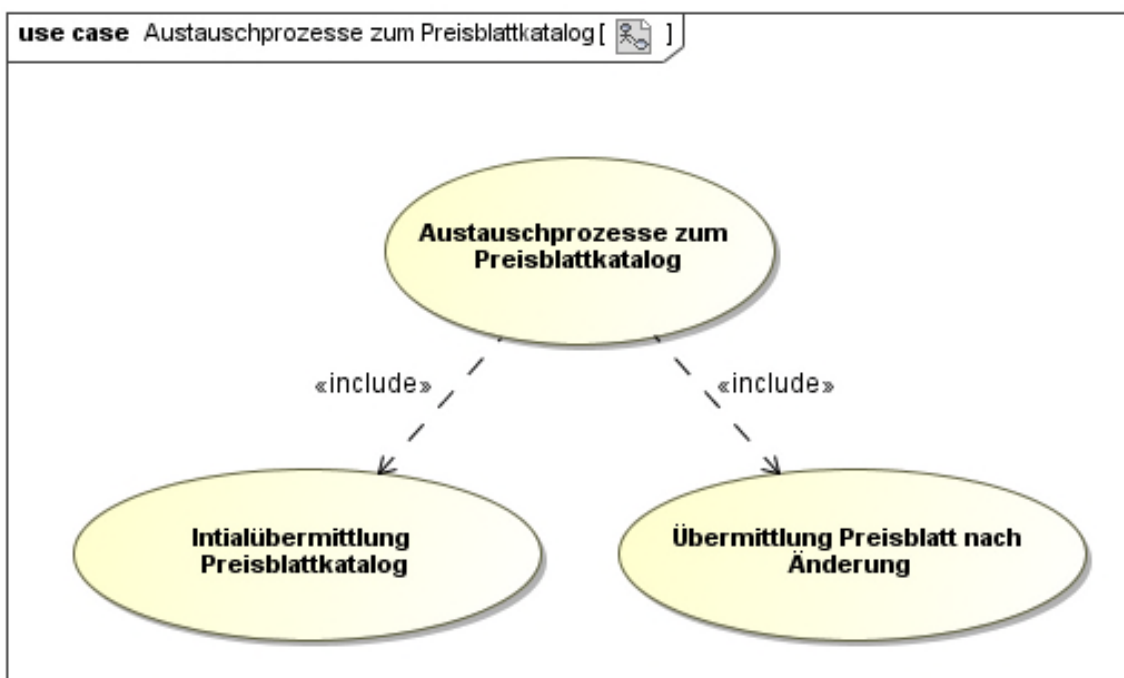 use case Austauschprozesse zum Preisblattkatalog [ ]
Austauschprozesse zum
Preisblattkatalog
«include» «include»
Intialübermittlung
Preisblattkatalog
Übermittlung Preisblatt nach
Änderung